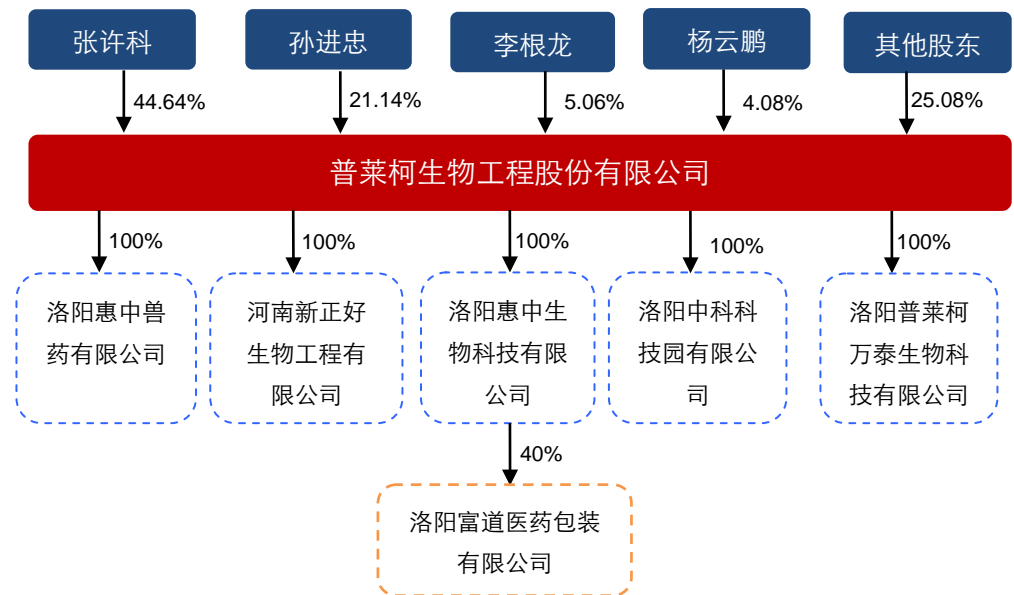 张许科
孙进忠
李根龙
杨云鹏
其他股东
44.64%
21.14%
5.06%
4.08%
25.08%
普莱柯生物工程股份有限公司
100%
100%
100%
100%
100%
洛阳惠中兽
药有限公司
河南新正好
生物工程有
限公司
洛阳惠中生
物科技有限
公司
洛阳中科科
技园有限公
司
洛阳普莱柯
万泰生物科
技有限公司
40%
洛阳富道医药包装
有限公司